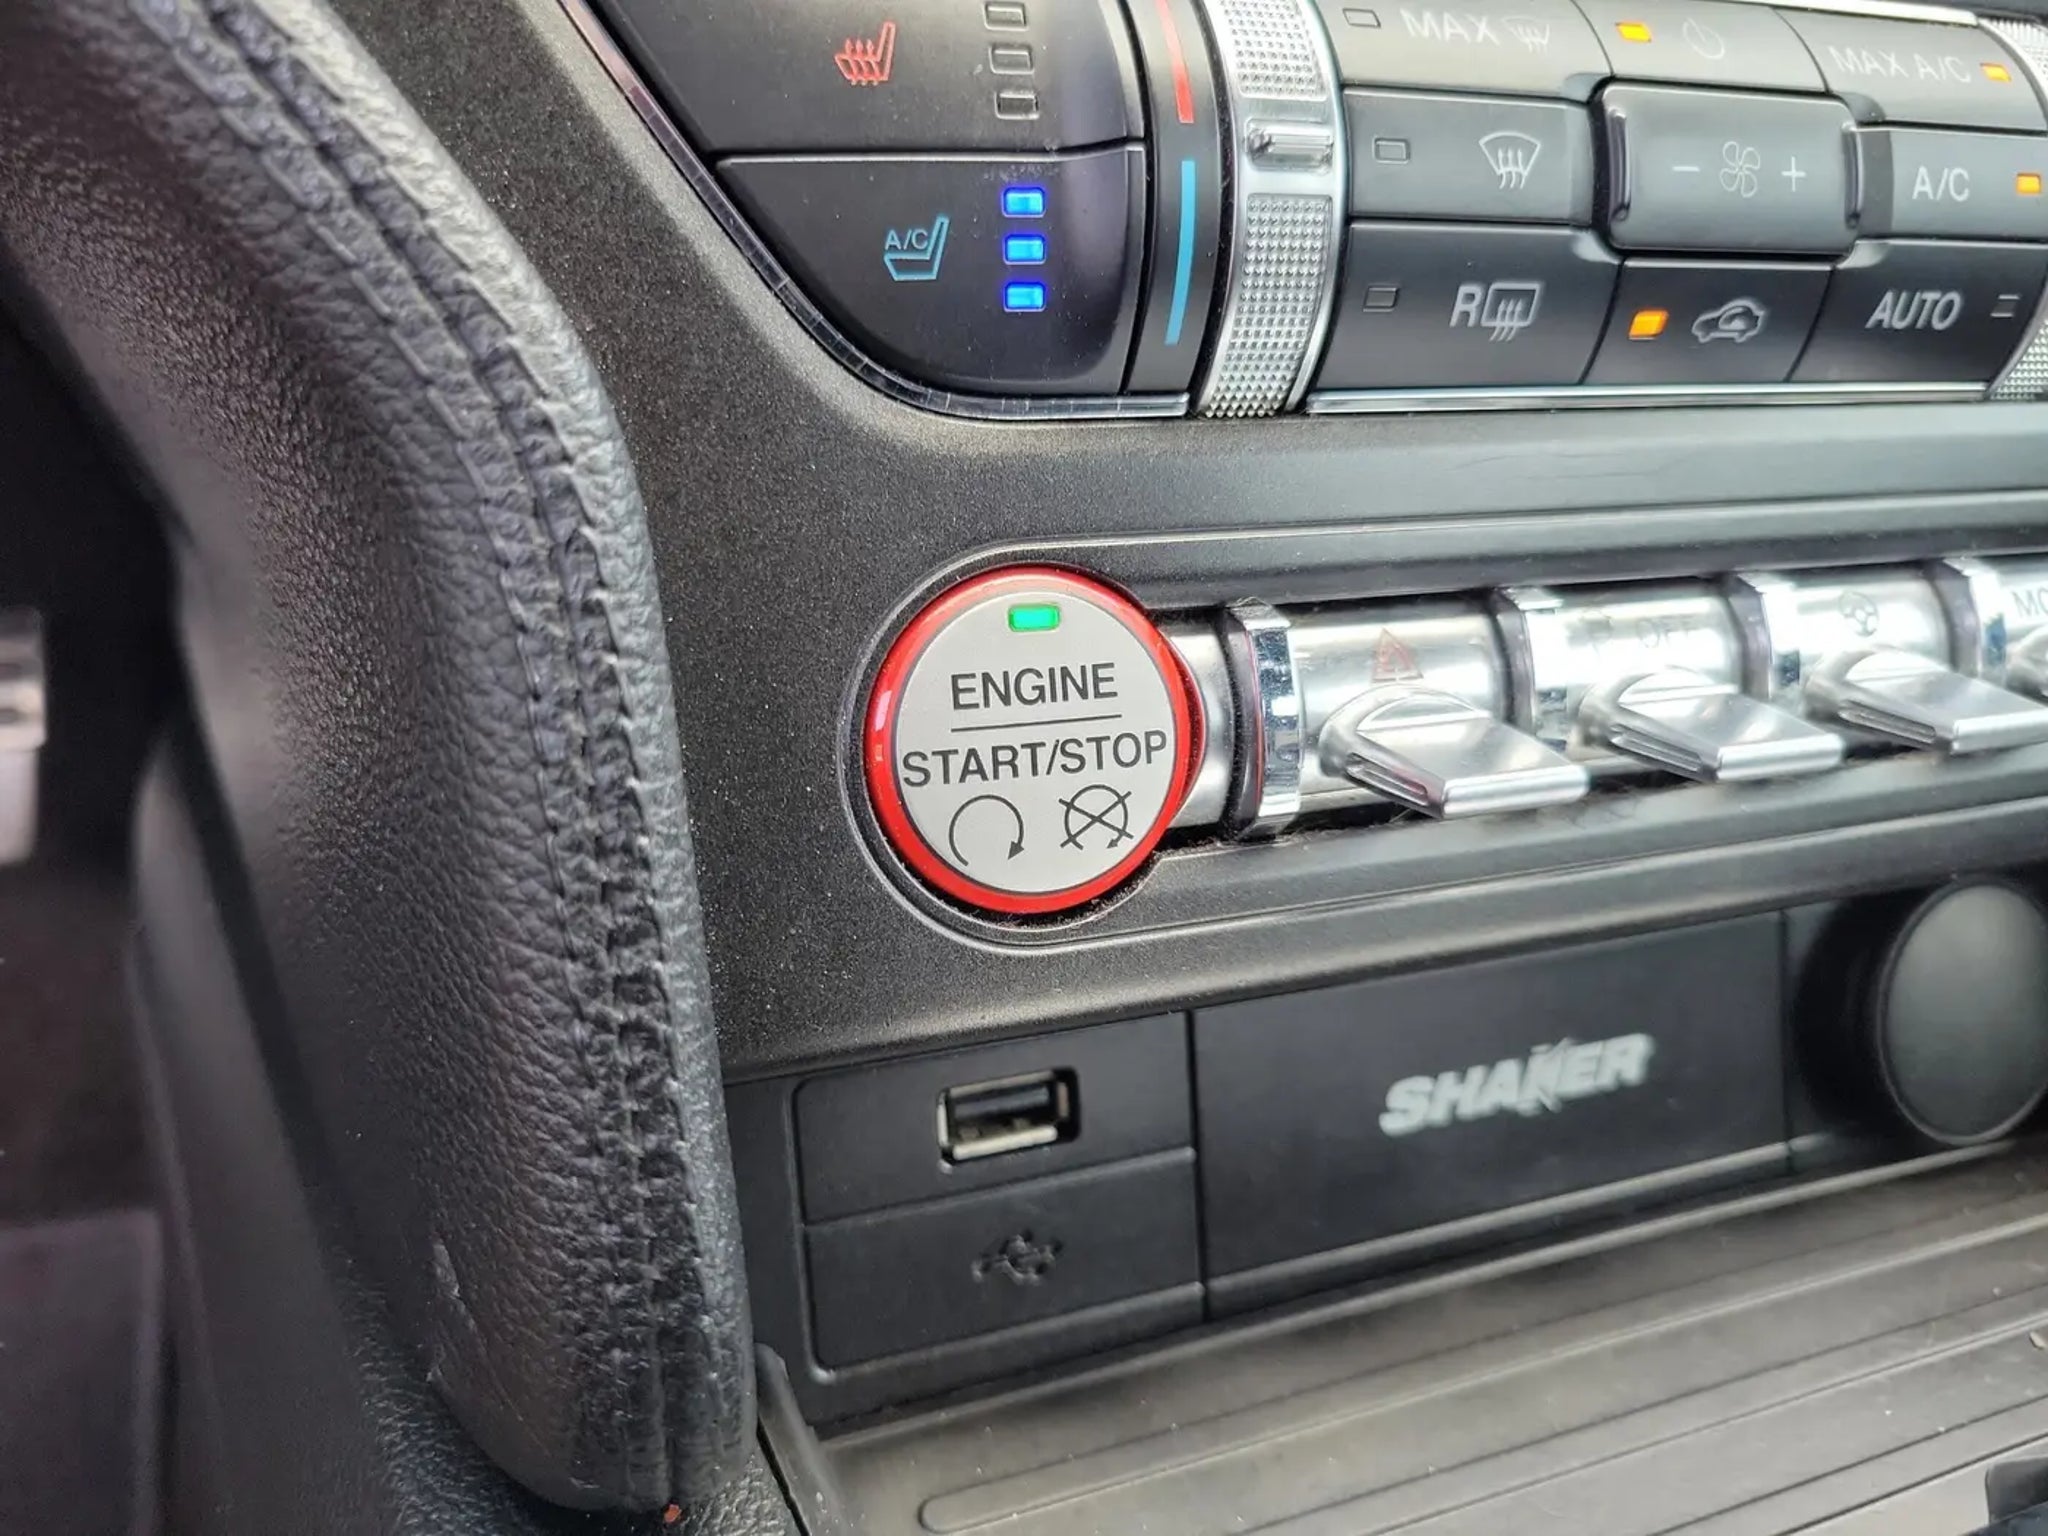 MAX
MAX A/C
A/C
A/C
R
AUTO
ENGINE
START/STOP
OFF
SHAKER